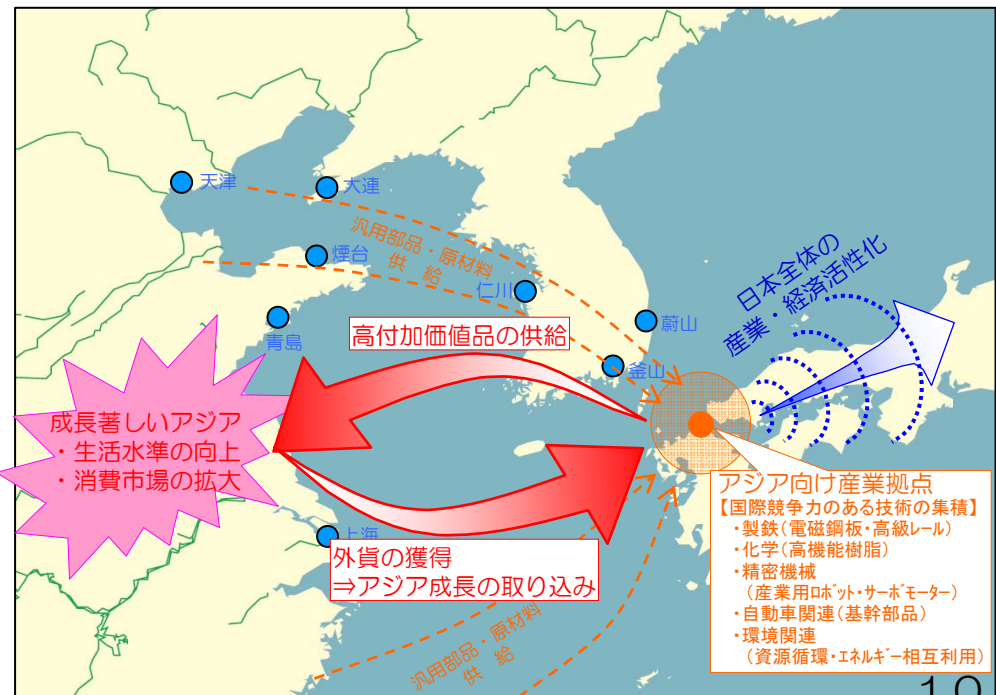 天津
大連
汎用部品・原材料
供 給
煙台
仁川
日本全体の
産業・経済活性化
青島
高付加価値品の供給
蔚山
釜山
成長著しいアジア
・生活水準の向上
・消費市場の拡大
アジア向け産業拠点
【国際競争力のある技術の集積】
・製鉄(電磁鋼板・高級レール)
・化学(高機能樹脂)
・精密機械
(産業用ロボット・サーボモーター)
・自動車関連(基幹部品)
・環境関連
(資源循環・エネルギー相互利用)
上海
外貨の獲得
⇒アジア成長の取り込み
汎用部品・原材料
供 給
10